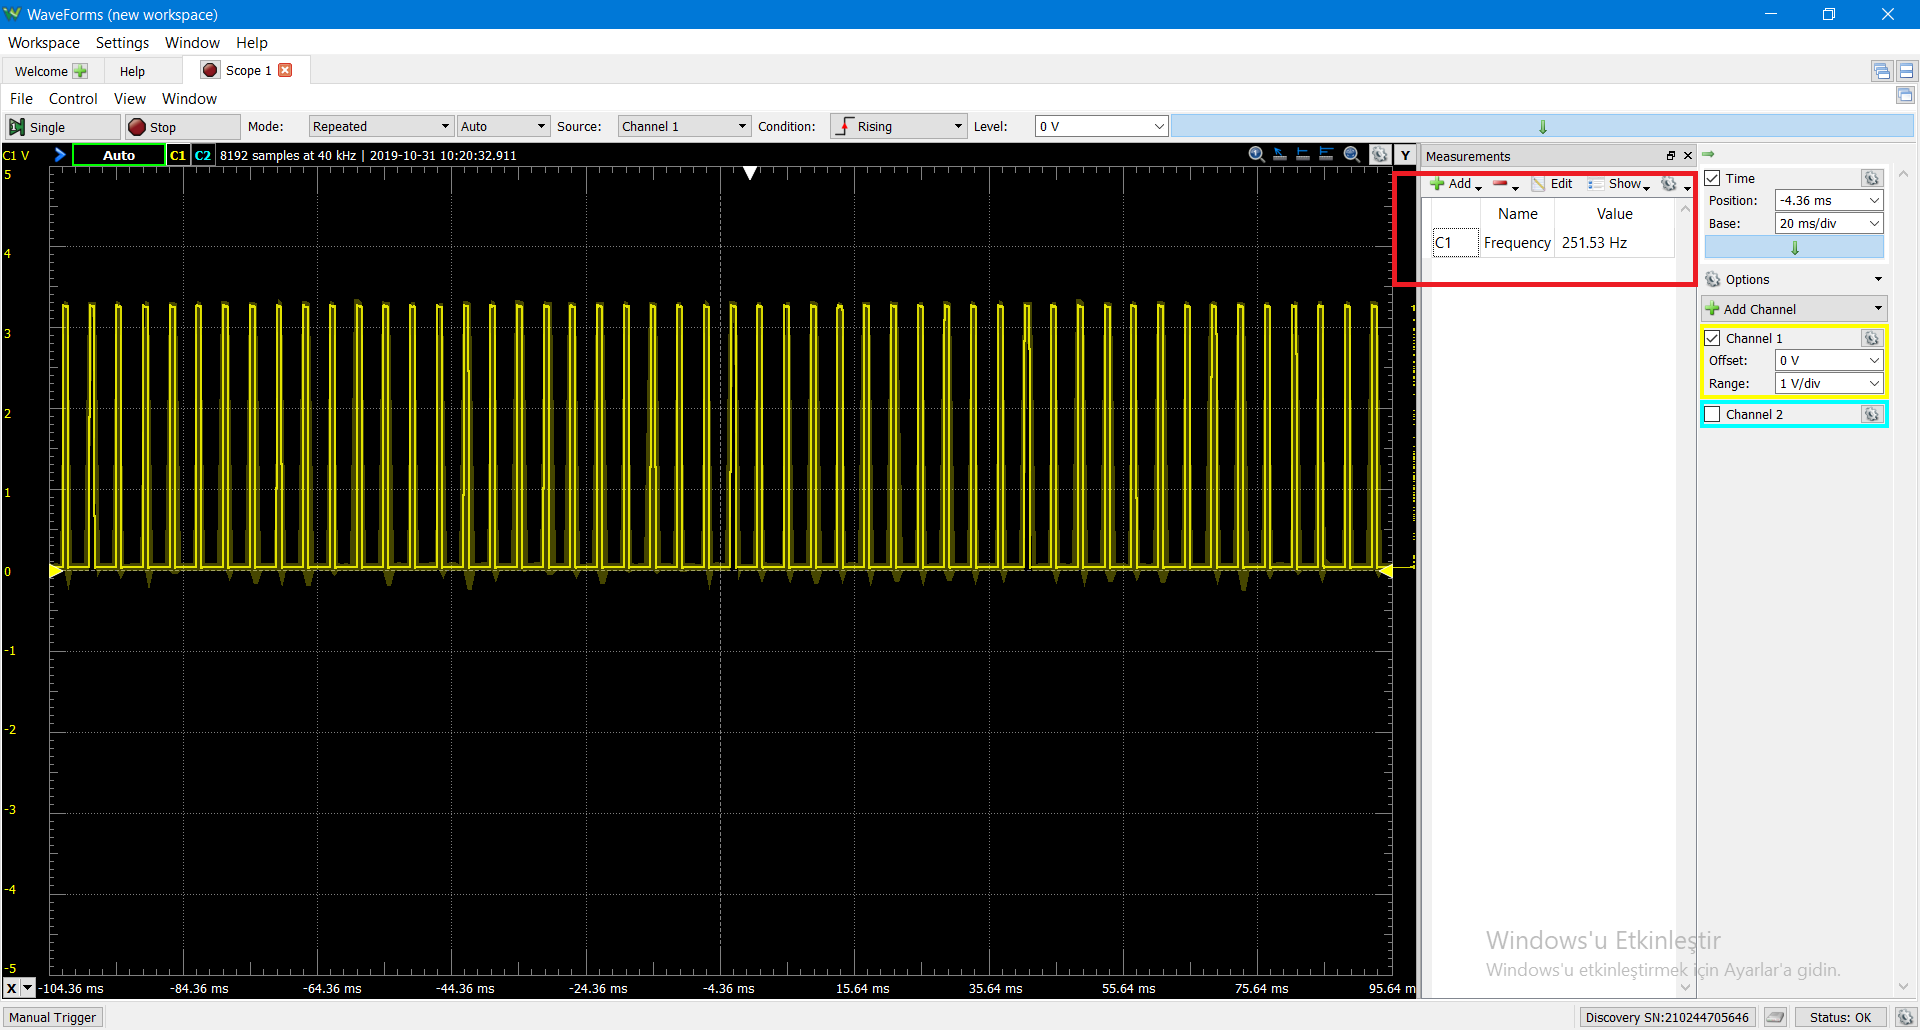 WaveForms (new workspace)
Workspace Settings Window Help
Welcome Help Scope 1
File Control View Window
Single Stop Mode: Repeated Auto Source: Channel 1 Condition: Rising Level: 0 V
C1 V Auto C1 C2 8192 samples at 40 kHz | 2019-10-31 10:20:32.911 Y
Measurements
Add Edit Show
Name Value
C1 Frequency 251.53 Hz
Time
Position: -4.36 ms
Base: 20 ms/div
Options
Add Channel
Channel 1
Offset: 0 V
Range: 1 V/div
Channel 2
5
4
3
2
1
0
-1
-2
-3
-4
-5
X -104.36 ms -84.36 ms -64.36 ms -44.36 ms -24.36 ms -4.36 ms 15.64 ms 35.64 ms 55.64 ms 75.64 ms 95.64 m
Windows'u Etkinleştir
Windows'u etkinleştirmek için Ayarlar'a gidin.
Manual Trigger Discovery SN:210244705646 Status: OK